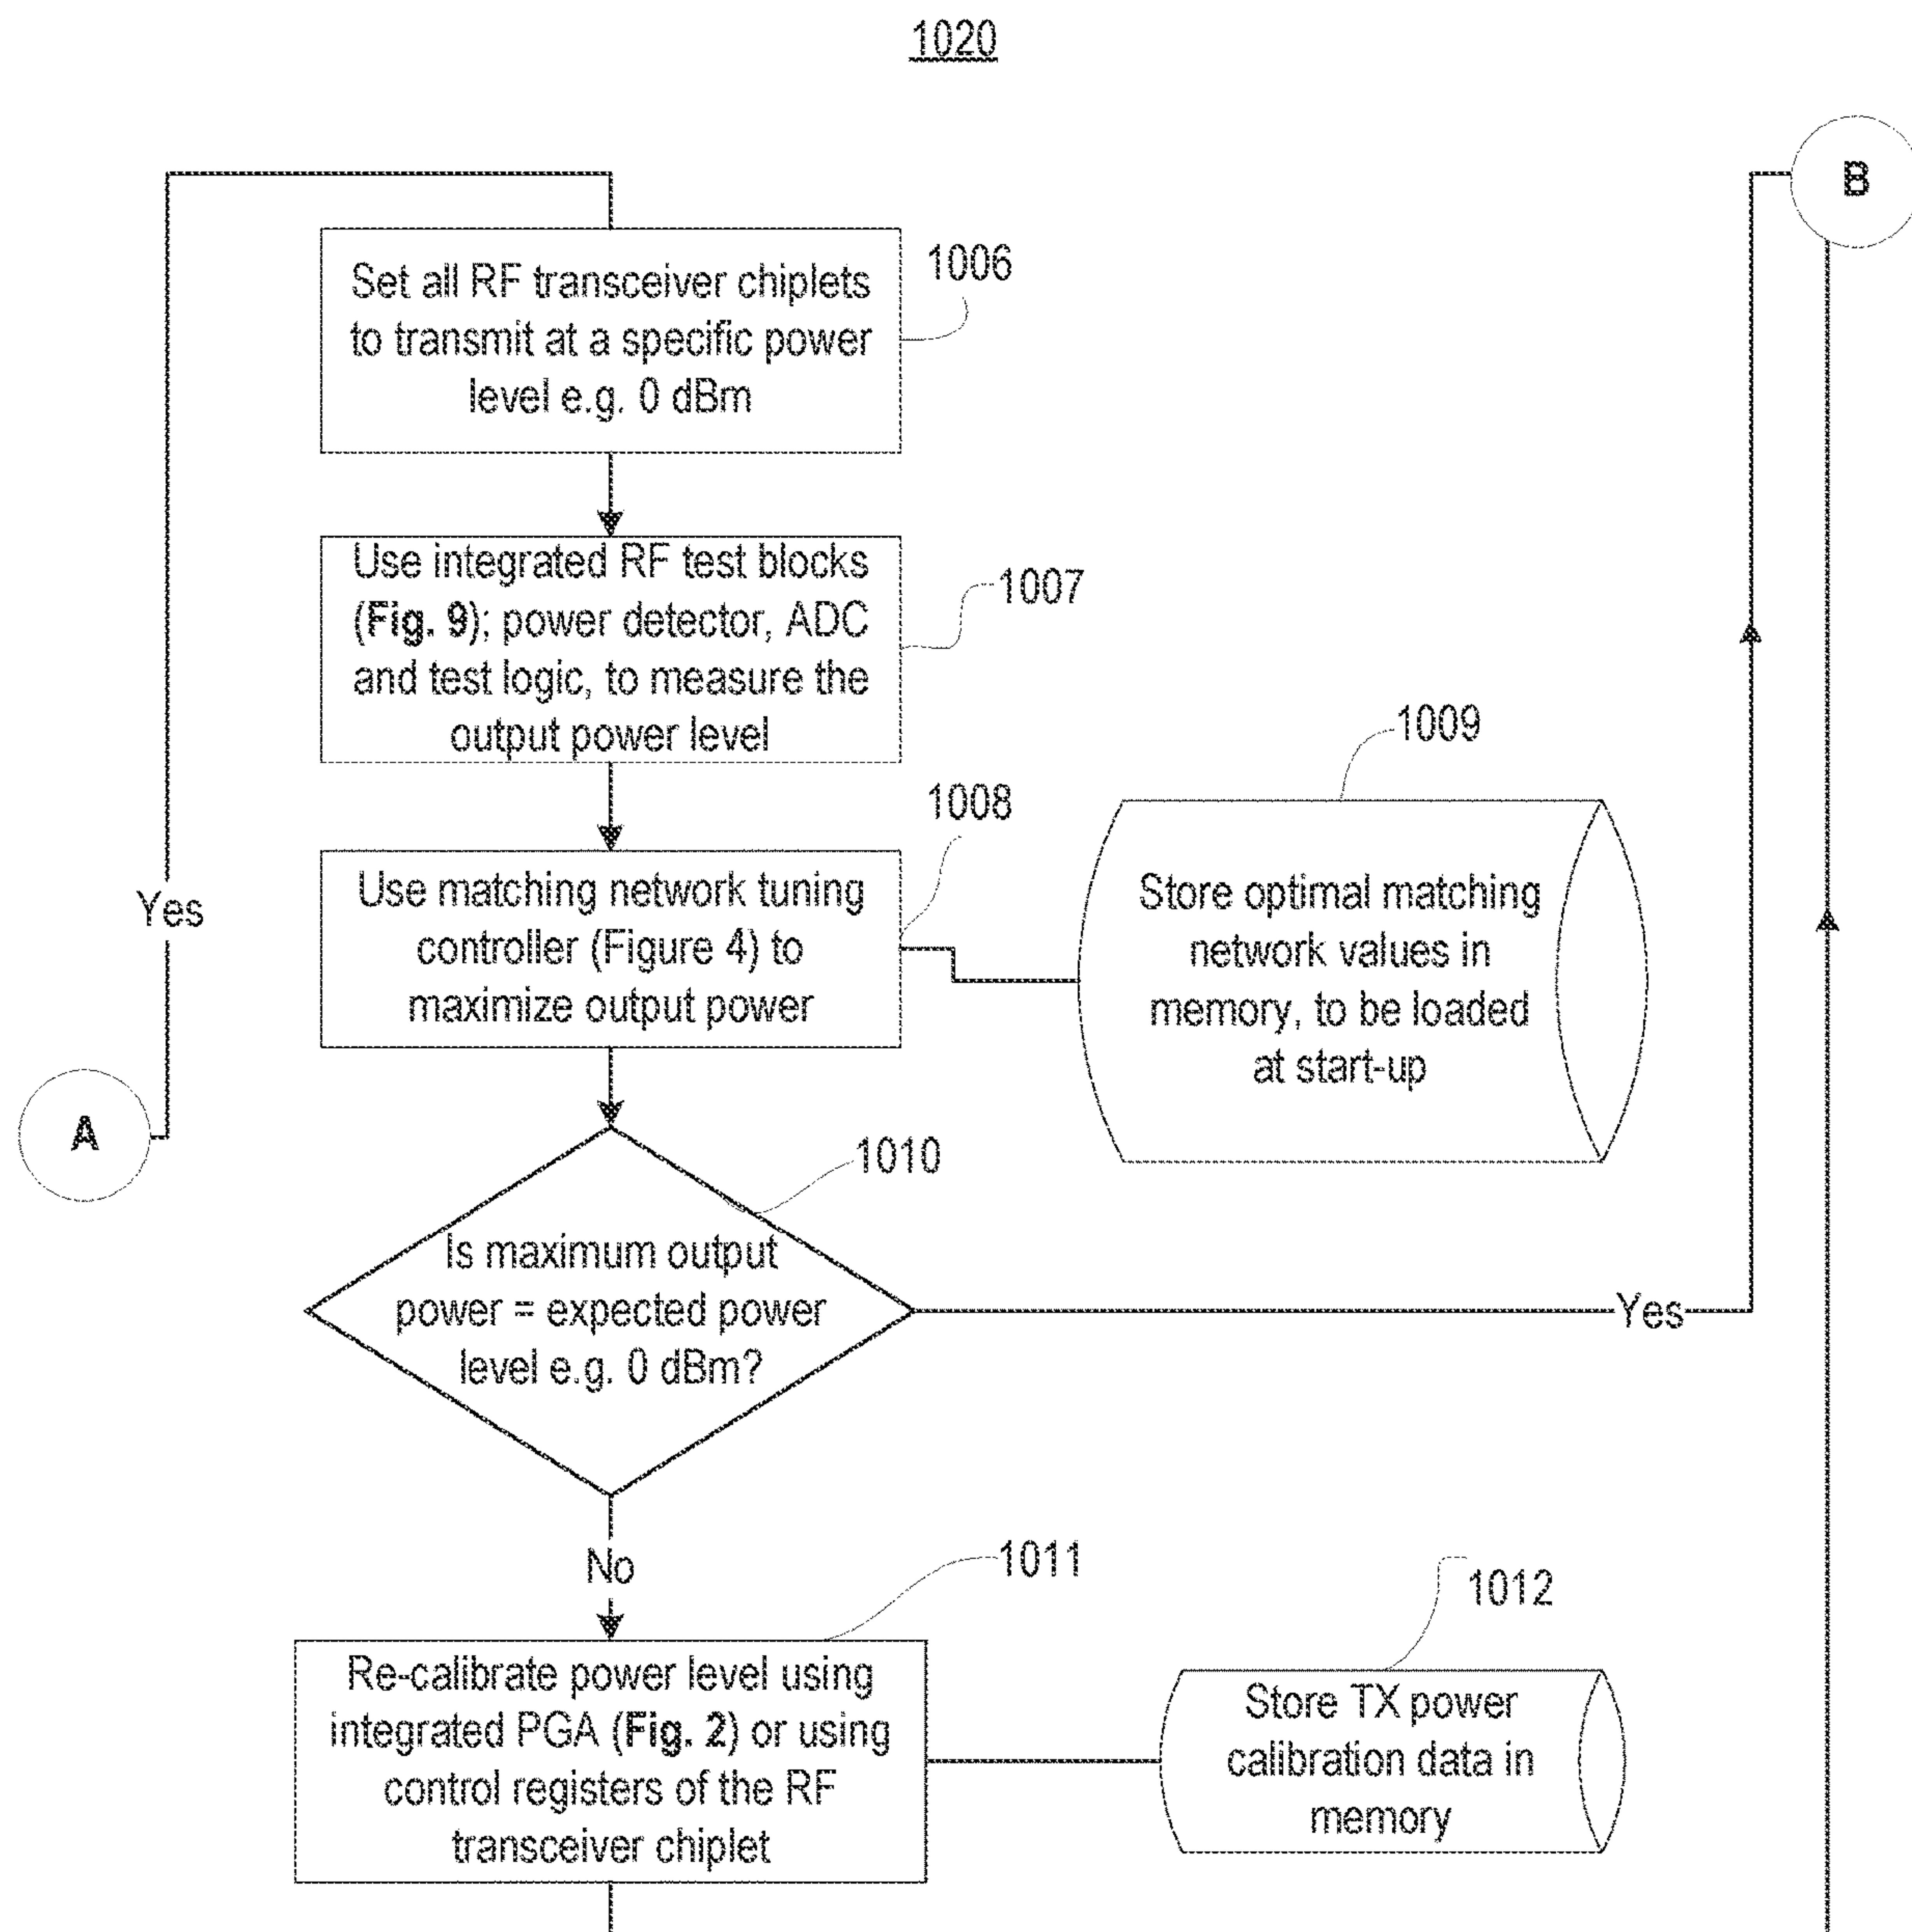 1020
B
Set all RF transceiver chiplets
to transmit at a specific power
level e.g. 0 dBm
1006
Use integrated RF test blocks
(Fig. 9); power detector, ADC
and test logic, to measure the
output power level
1007
1009
1008
Use matching network tuning
controller (Figure 4) to
maximize output power
Store optimal matching
network values in
memory, to be loaded
at start-up
Yes
A
1010
Is maximum output
power = expected power
level e.g. 0 dBm?
Yes
No
1011
1012
Re-calibrate power level using
integrated PGA (Fig. 2) or using
control registers of the RF
transceiver chiplet
Store TX power
calibration data in
memory